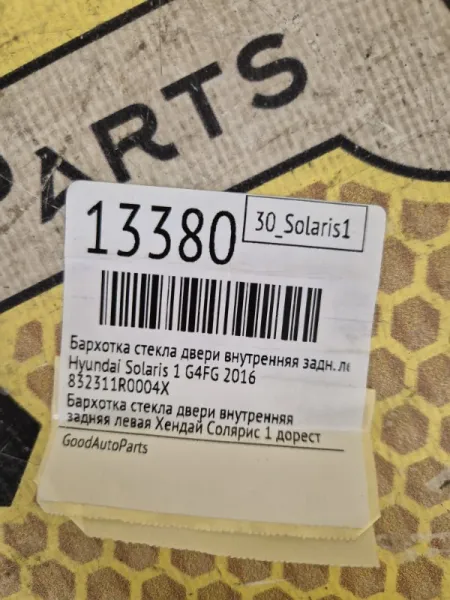 PARTS
13380
30_Solaris1
Бархотка стекла двери внутренняя задн. ле
Hyundai Solaris 1 G4FG 2016
832311R0004X
Бархотка стекла двери внутренняя
задняя левая Хендай Солярис 1 дорест
GoodAutoParts